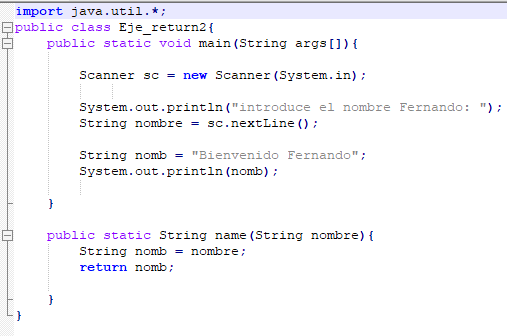 import java.util.*;
public class Eje_return2{
public static void main(String args[]){
Scanner sc = new Scanner(System.in);
System.out.println("introduce el nombre Fernando: ");
String nombre = sc.nextLine();
String nomb = "Bienvenido Fernando";
System.out.println(nomb);
}
public static String name(String nombre){
String nomb = nombre;
return nomb;
}
}